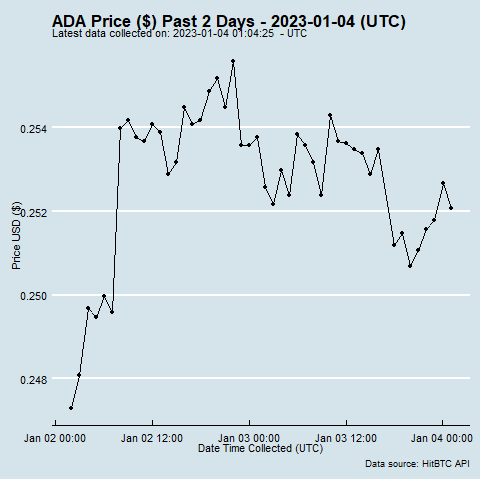 ADA Price ($) Past 2 Days - 2023-01-04 (UTC)
Latest data collected on: 2023-01-04 01:04:25 - UTC
0.254
0.252
0.250
0.248
Price USD ($)
Jan 02 00:00 Jan 02 12:00 Jan 03 00:00 Jan 03 12:00 Jan 04 00:00
Date Time Collected (UTC)
Data source: HitBTC API